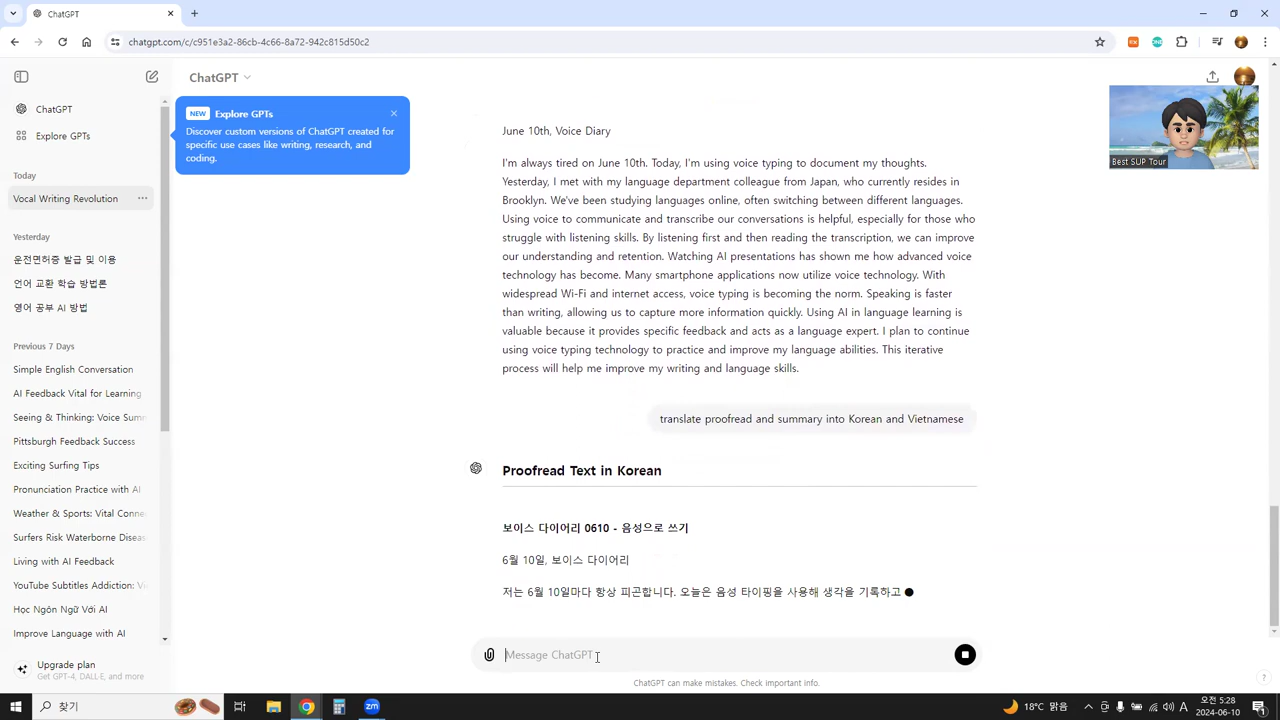 ChatGPT
chatgpt.com/c/c951e3a2-86cb-4c66-8a72-942c815d50c2
ChatGPT
ChatGPT
Explore GPTs
NEW Explore GPTs
Discover custom versions of ChatGPT created for
specific use cases like writing, research, and
coding.
Today
Vocal Writing Revolution
Yesterday
운전면허증 발급 및 이용
언어 교환 학습 방법론
영어 공부 AI 방법
Previous 7 Days
Simple English Conversation
AI Feedback Vital for Learning
Seeing & Thinking: Voice Sum
Pittsburgh Feedback Success
Exciting Surfing Tips
Pronunciation Practice with AI
Weather & Sports: Vital Conne
Surfers Risk Waterborne Diseas
Living with AI Feedback
YouTube Subtitles Addiction: Vi
Học Ngôn Ngữ Với AI
Improve Language with AI
Upgrade plan
Get GPT-4, DALL·E, and more
Best SUP Tour
June 10th, Voice Diary
I'm always tired on June 10th. Today, I'm using voice typing to document my thoughts.
Yesterday, I met with my language department colleague from Japan, who currently resides in
Brooklyn. We've been studying languages online, often switching between different languages.
Using voice to communicate and transcribe our conversations is helpful, especially for those who
struggle with listening skills. By listening first and then reading the transcription, we can improve
our understanding and retention. Watching AI presentations has shown me how advanced voice
technology has become. Many smartphone applications now utilize voice technology. With
widespread Wi-Fi and internet access, voice typing is becoming the norm. Speaking is faster
than writing, allowing us to capture more information quickly. Using AI in language learning is
valuable because it provides specific feedback and acts as a language expert. I plan to continue
using voice typing technology to practice and improve my language abilities. This iterative
process will help me improve my writing and language skills.
translate proofread and summary into Korean and Vietnamese
Proofread Text in Korean
보이스 다이어리 0610 - 음성으로 쓰기
6월 10일, 보이스 다이어리
저는 6월 10일마다 항상 피곤합니다. 오늘은 음성 타이핑을 사용해 생각을 기록하고
Message ChatGPT
ChatGPT can make mistakes. Check important info.
?
찾기
zm
18°C 맑음
A
오전 5:28
2024-06-10